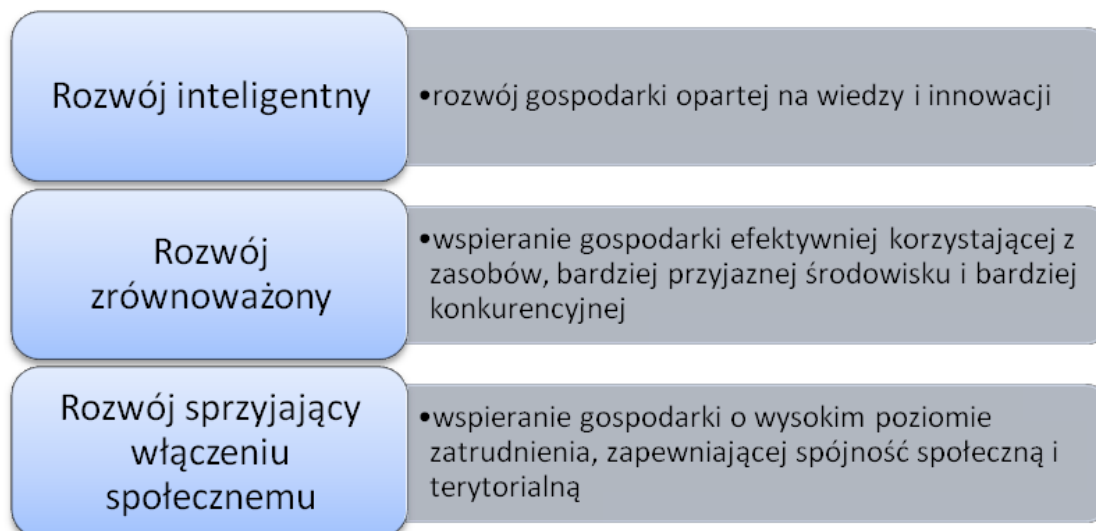 Rozwój inteligentny
•rozwój gospodarki opartej na wiedzy i innowacji
Rozwój
zrównoważony
•wspieranie gospodarki efektywniej korzystającej z
zasobów, bardziej przyjaznej środowisku i bardziej
konkurencyjnej
Rozwój sprzyjający
włączeniu
społecznemu
•wspieranie gospodarki o wysokim poziomie
zatrudnienia, zapewniającej spójność społeczną i
terytorialną